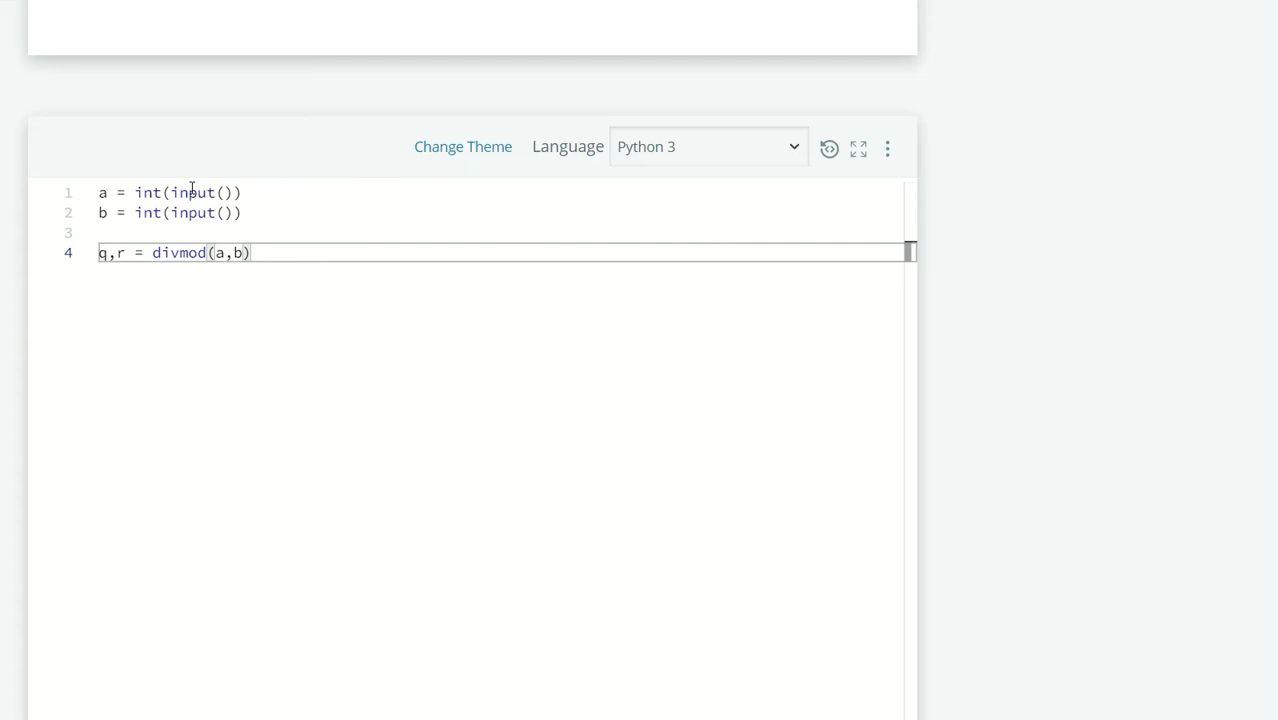 Change Theme Language Python 3
1 a = int(input())
2 b = int(input())
3
4 q,r = divmod(a,b)